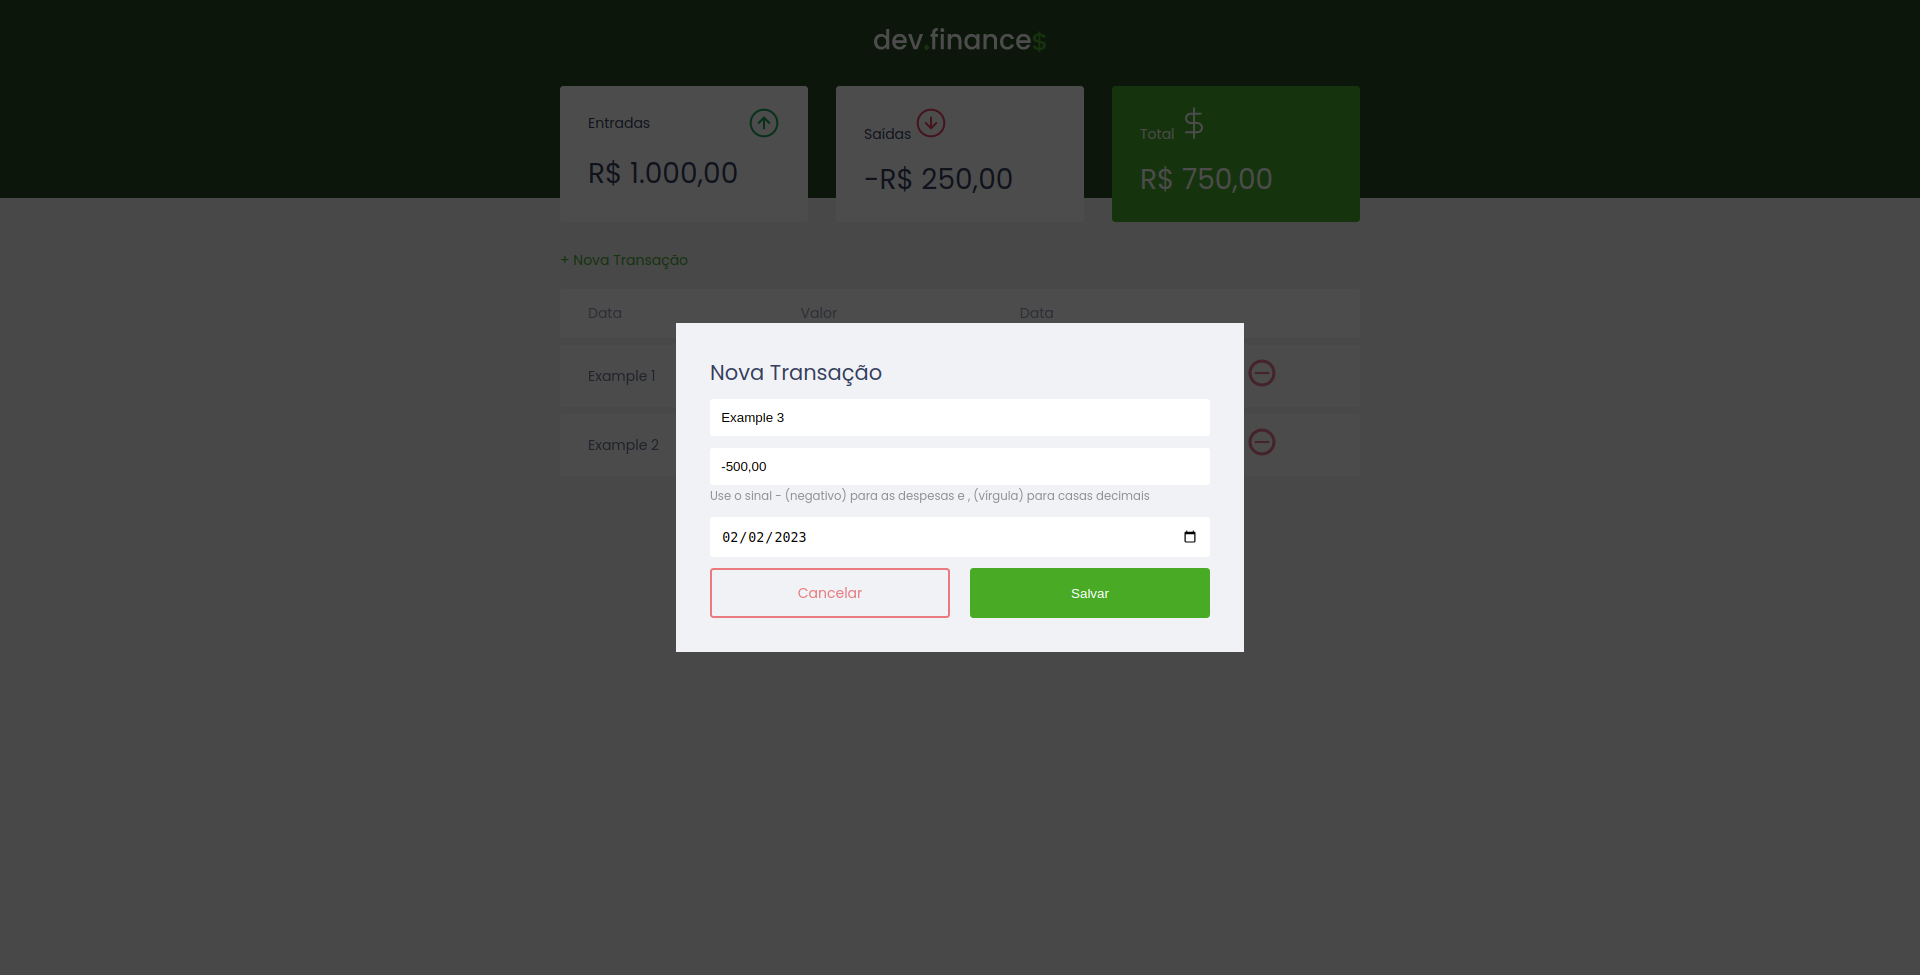 dev.finance$
Entradas
R$ 1.000,00
Saídas
-R$ 250,00
Total
R$ 750,00
+ Nova Transação
Data Valor Data
Example 1
Example 2
Nova Transação
Example 3
-500,00
Use o sinal - (negativo) para as despesas e , (vírgula) para casas decimais
02/02/2023
Cancelar Salvar